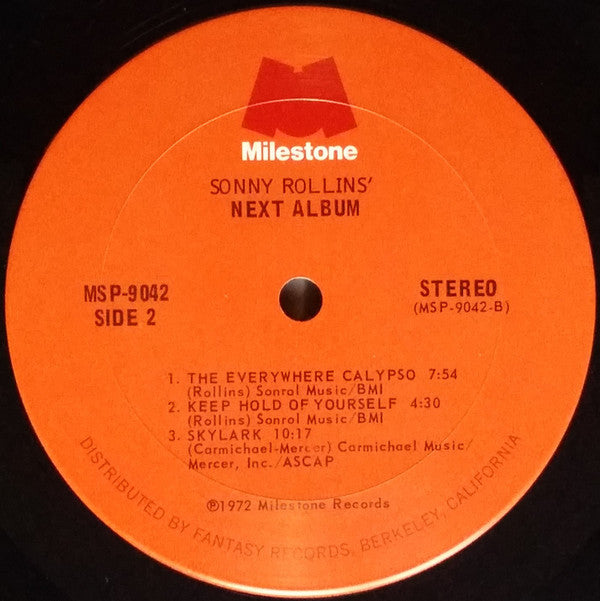 Milestone
SONNY ROLLINS'
NEXT ALBUM
MSP-9042
SIDE 2
STEREO
(MSP-9042-B)
1. THE EVERYWHERE CALYPSO 7:54
(Rollins) Sonrol Music/BMI
2. KEEP HOLD OF YOURSELF 4:30
(Rollins) Sonrol Music/BMI
3. SKYLARK 10:17
(Carmichael-Mercer) Carmichael Music/
Mercer, Inc./ASCAP
℗1972 Milestone Records
DISTRIBUTED BY FANTASY RECORDS, BERKELEY, CALIFORNIA